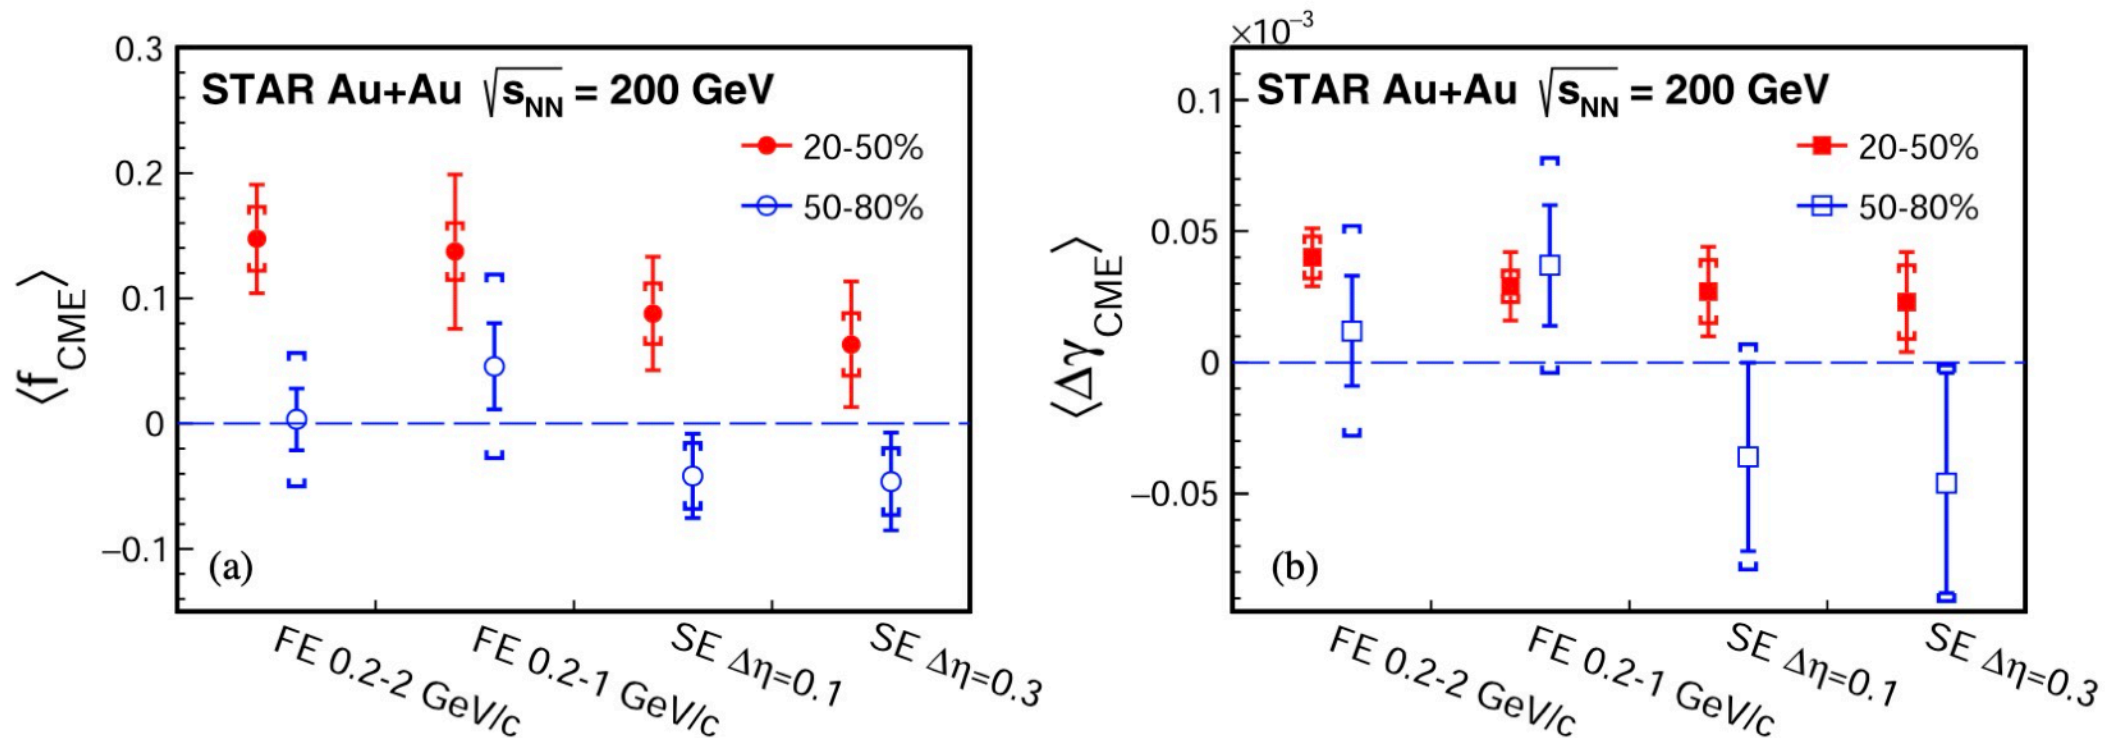 0.3
STAR Au+Au √sNN = 200 GeV
20-50%
50-80%
0.2
0.1
0
−0.1
⟨fCME⟩
(a)
FE 0.2-2 GeV/c
FE 0.2-1 GeV/c
SE Δη=0.1
SE Δη=0.3
×10−3
STAR Au+Au √sNN = 200 GeV
20-50%
50-80%
0.1
0.05
0
−0.05
⟨ΔγCME⟩
(b)
FE 0.2-2 GeV/c
FE 0.2-1 GeV/c
SE Δη=0.1
SE Δη=0.3